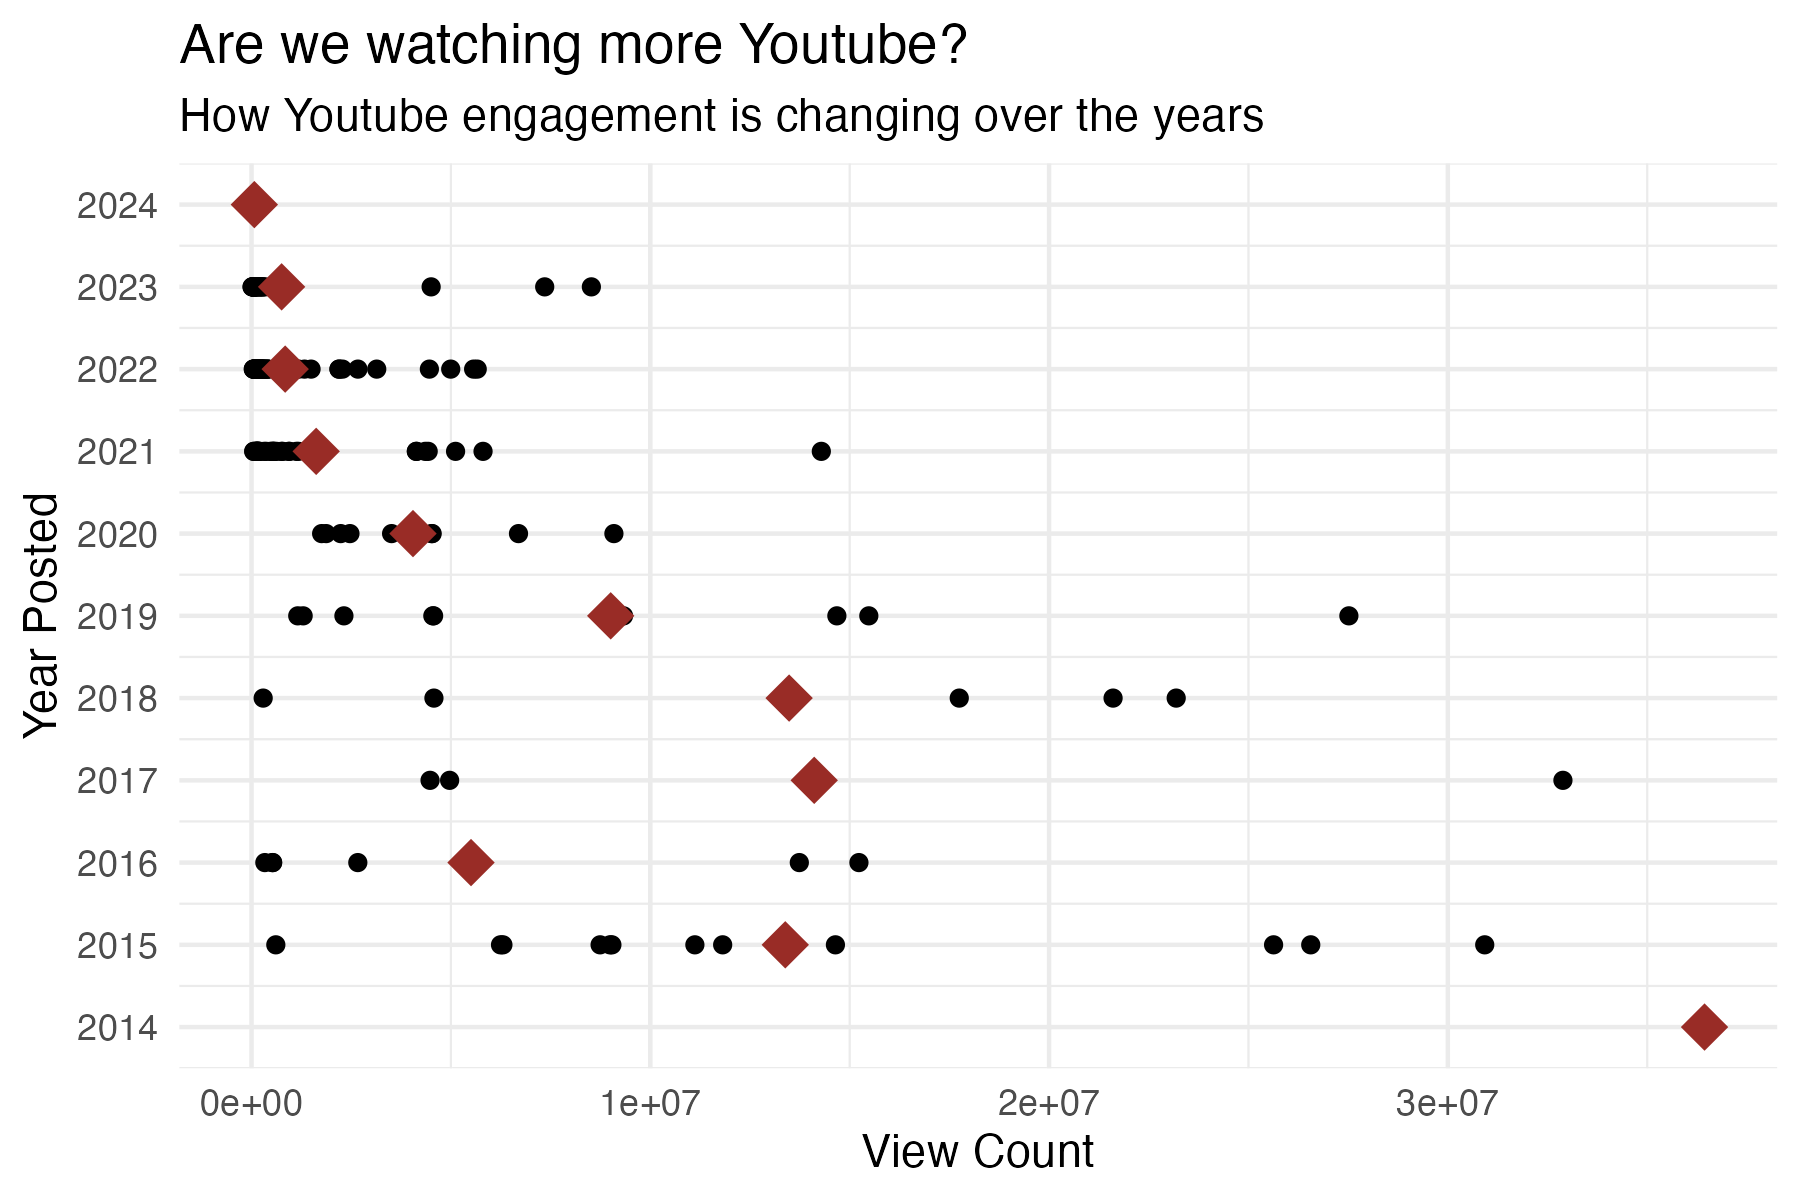 Are we watching more Youtube?
How Youtube engagement is changing over the years
Year Posted
2024
2023
2022
2021
2020
2019
2018
2017
2016
2015
2014
0e+00 1e+07 2e+07 3e+07
View Count